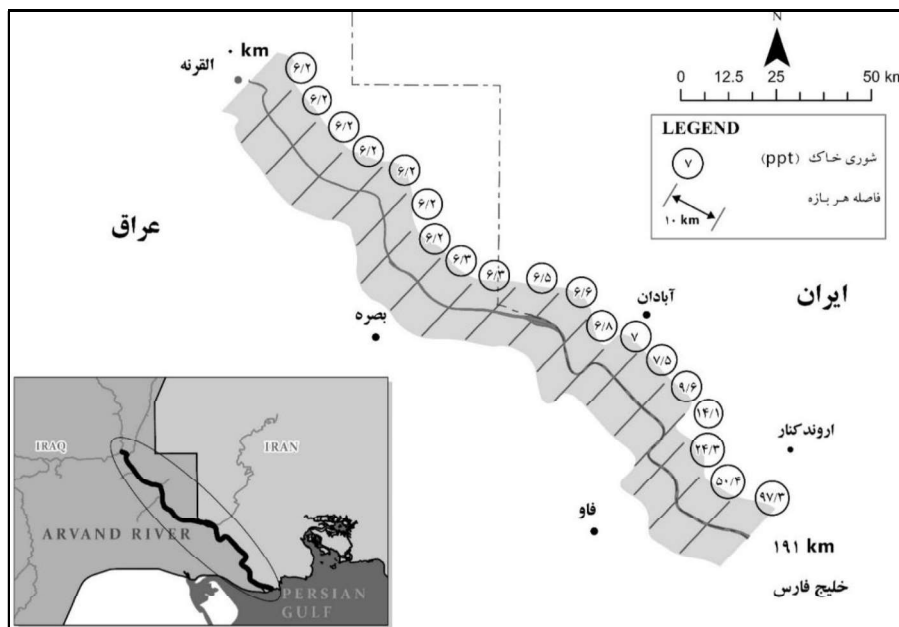 ۰ km
القرنه
۶/۲
۶/۲
۶/۲
۶/۲
۶/۲
۶/۲
۶/۲
۶/۳
۶/۳
۶/۵
۶/۶
۶/۸
۷
۷/۵
۹/۶
۱۴/۱
۲۴/۳
۵۰/۴
۹۷/۳
N
0 12.5 25 50 km
LEGEND
۷ شوری خاک (ppt)
فاصله هر بازه
۱۰ km
عراق
ایران
بصره
آبادان
اروندکنار
فاو
۱۹۱ km
خلیج فارس
IRAQ
IRAN
ARVAND RIVER
PERSIAN
GULF